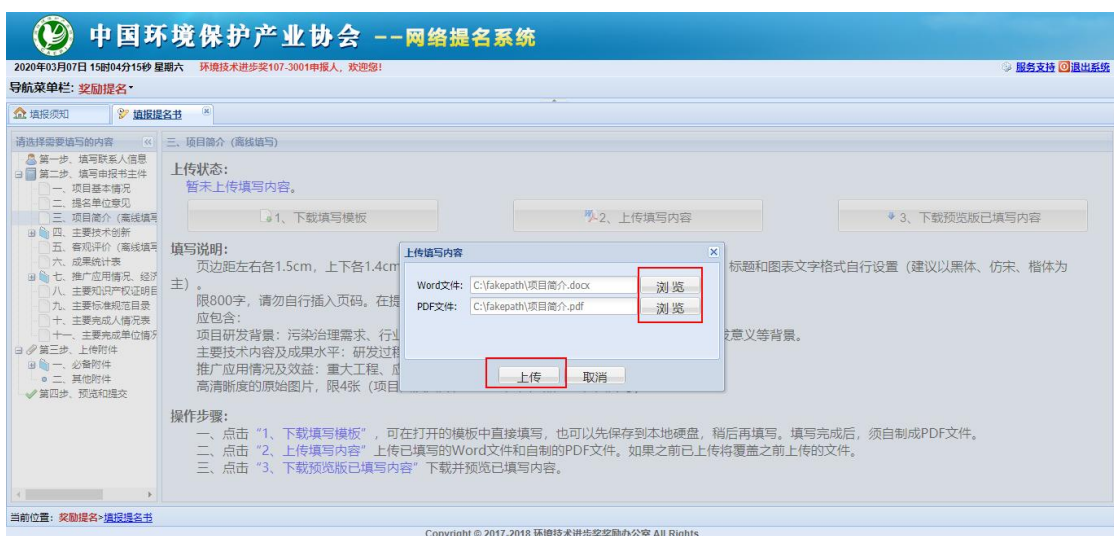 中国环境保护产业协会 --网络提名系统
2020年03月07日 15时04分15秒 星期六 环境技术进步奖107-3001申报人，欢迎您！ 服务支持 退出系统
导航菜单栏：奖励提名
填报须知 填报提名书
请选择需要填写的内容
第一步、填写联系人信息
第二步、填写申报书主件
一、项目基本情况
二、提名单位意见
三、项目简介（离线填写
四、主要技术创新
五、客观评价（离线填写
六、成果统计表
七、推广应用情况、经济
八、主要知识产权证明目
九、主要标准规范目录
十、主要完成人情况表
十一、主要完成单位情况
第三步、上传附件
一、必备附件
二、其他附件
第四步、预览和提交
三、项目简介（离线填写）
上传状态：
暂未上传填写内容。
1、下载填写模板 2、上传填写内容 3、下载预览版已填写内容
填写说明：
页边距左右各1.5cm，上下各1.4cm 标题和图表文字格式自行设置（建议以黑体、仿宋、楷体为
主）。
限800字，请勿自行插入页码。在提
应包含：
项目研发背景：污染治理需求、行业 发意义等背景。
主要技术内容及成果水平：研发过程
推广应用情况及效益：重大工程、应
高清晰度的原始图片，限4张（项目
上传填写内容
Word文件： C:\fakepath\项目简介.docx 浏览
PDF文件： C:\fakepath\项目简介.pdf 浏览
上传 取消
操作步骤：
一、点击“1、下载填写模板”，可在打开的模板中直接填写，也可以先保存到本地硬盘，稍后再填写。填写完成后，须自制成PDF文件。
二、点击“2、上传填写内容”上传已填写的Word文件和自制的PDF文件。如果之前已上传将覆盖之前上传的文件。
三、点击“3、下载预览版已填写内容”下载并预览已填写内容。
当前位置：奖励提名>填报提名书
Copyright © 2017-2018 环境技术进步奖奖励办公室 All Rights